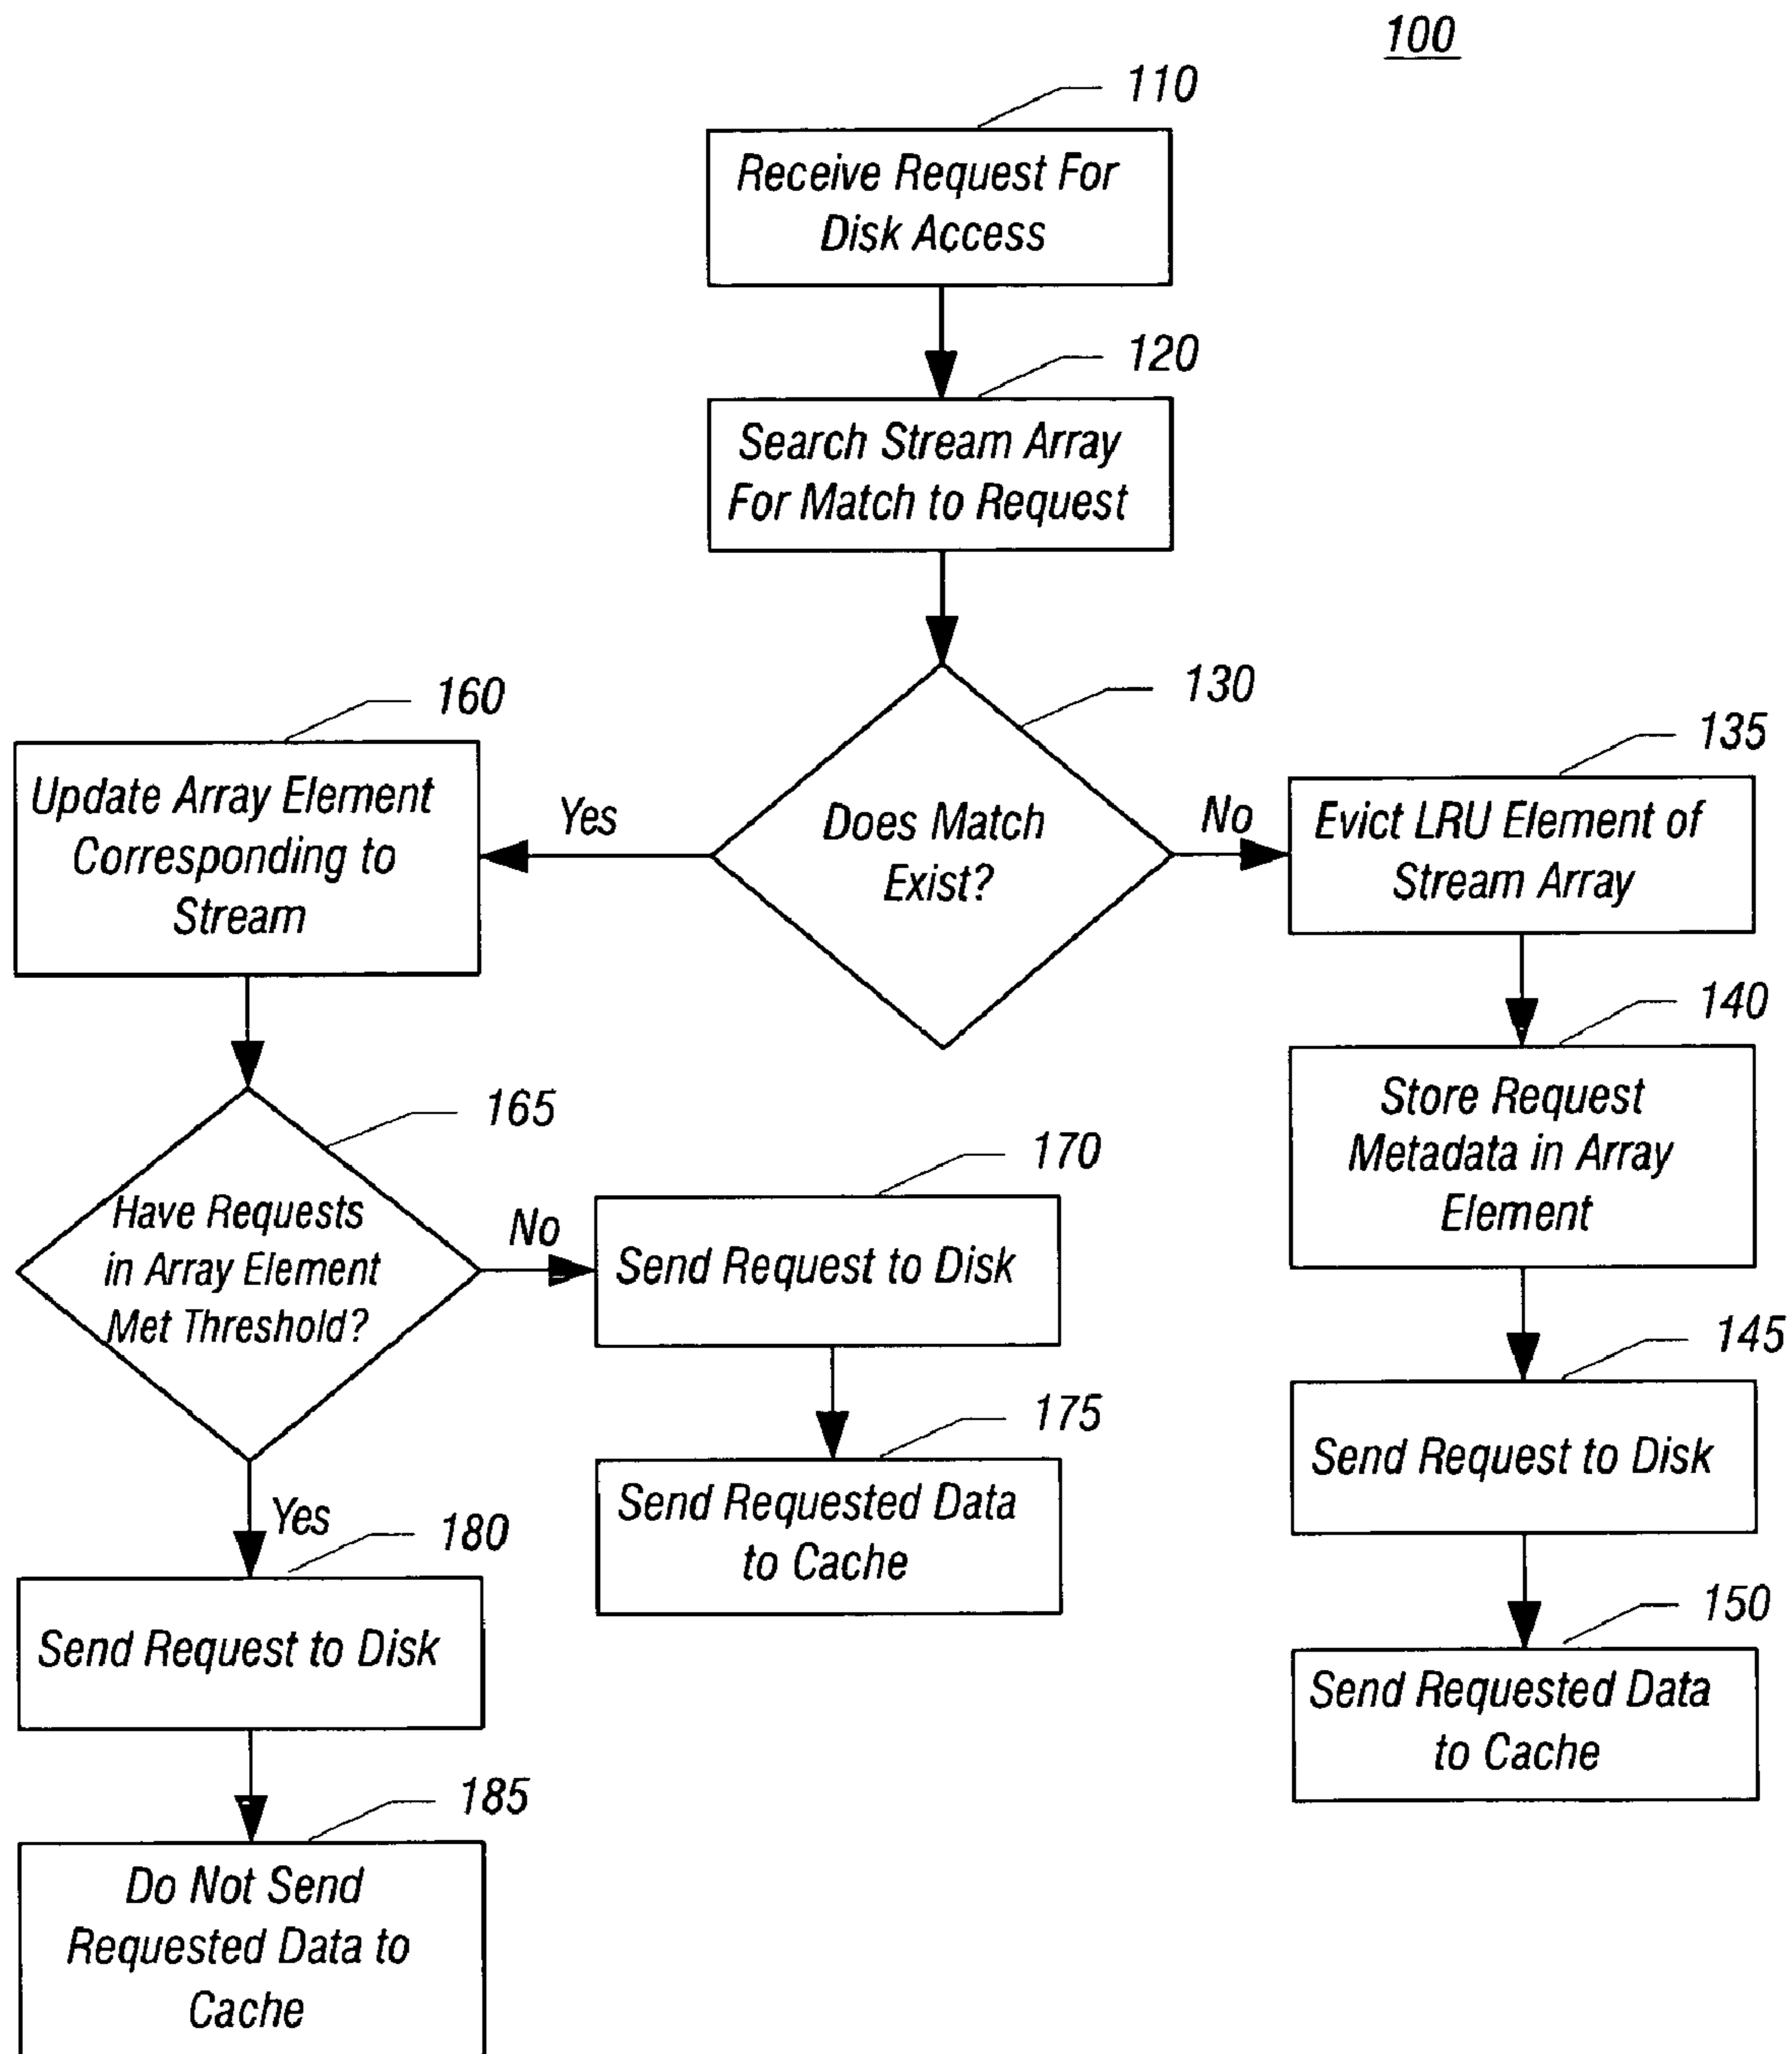 100
110
Receive Request For
Disk Access
120
Search Stream Array
For Match to Request
130
Does Match
Exist?
Yes
No
160
Update Array Element
Corresponding to
Stream
135
Evict LRU Element of
Stream Array
140
Store Request
Metadata in Array
Element
145
Send Request to Disk
150
Send Requested Data
to Cache
165
Have Requests
in Array Element
Met Threshold?
No
170
Send Request to Disk
175
Send Requested Data
to Cache
Yes
180
Send Request to Disk
185
Do Not Send
Requested Data to
Cache